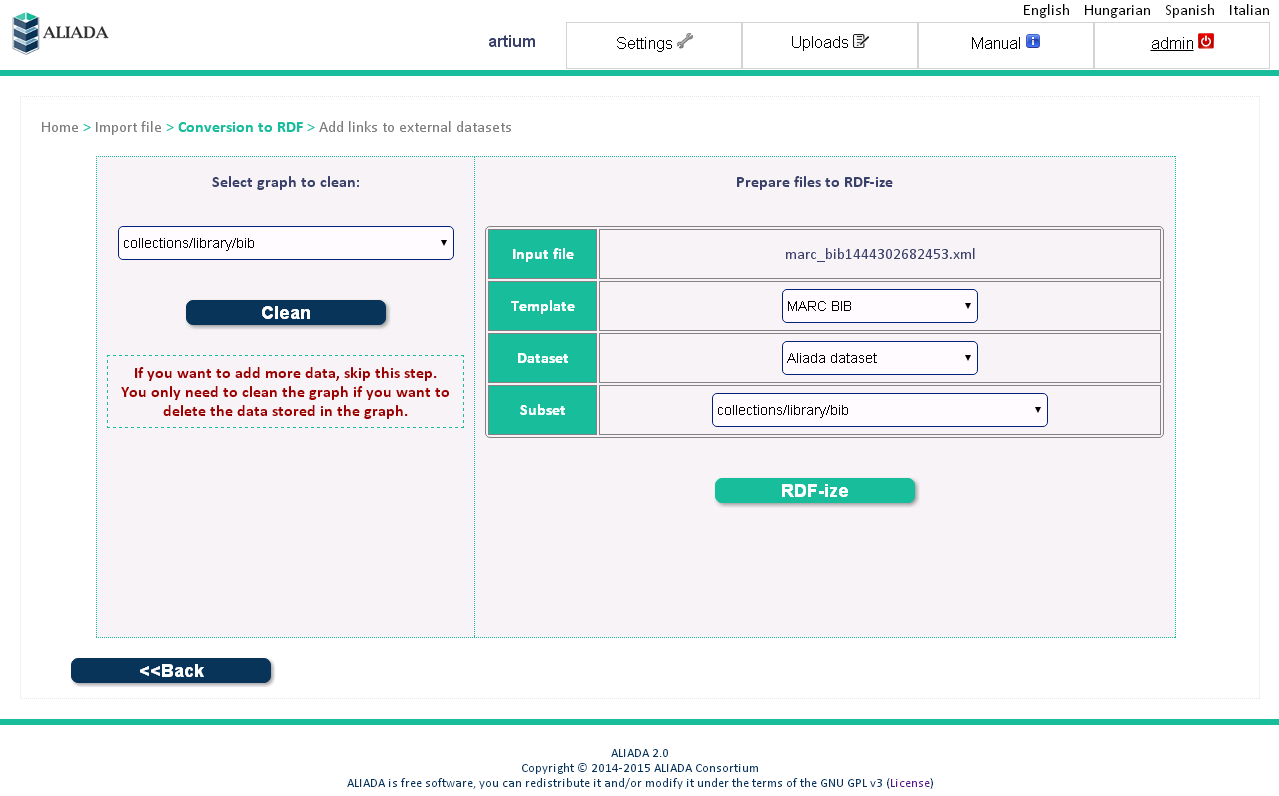 English Hungarian Spanish Italian
ALIADA
artium
Settings
Uploads
Manual
admin
Home > Import file > Conversion to RDF > Add links to external datasets
Select graph to clean:
collections/library/bib
Clean
If you want to add more data, skip this step.
You only need to clean the graph if you want to
delete the data stored in the graph.
Prepare files to RDF-ize
Input file marc_bib1444302682453.xml
Template MARC BIB
Dataset Aliada dataset
Subset collections/library/bib
RDF-ize
<<Back
ALIADA 2.0
Copyright © 2014-2015 ALIADA Consortium
ALIADA is free software, you can redistribute it and/or modify it under the terms of the GNU GPL v3 (License)